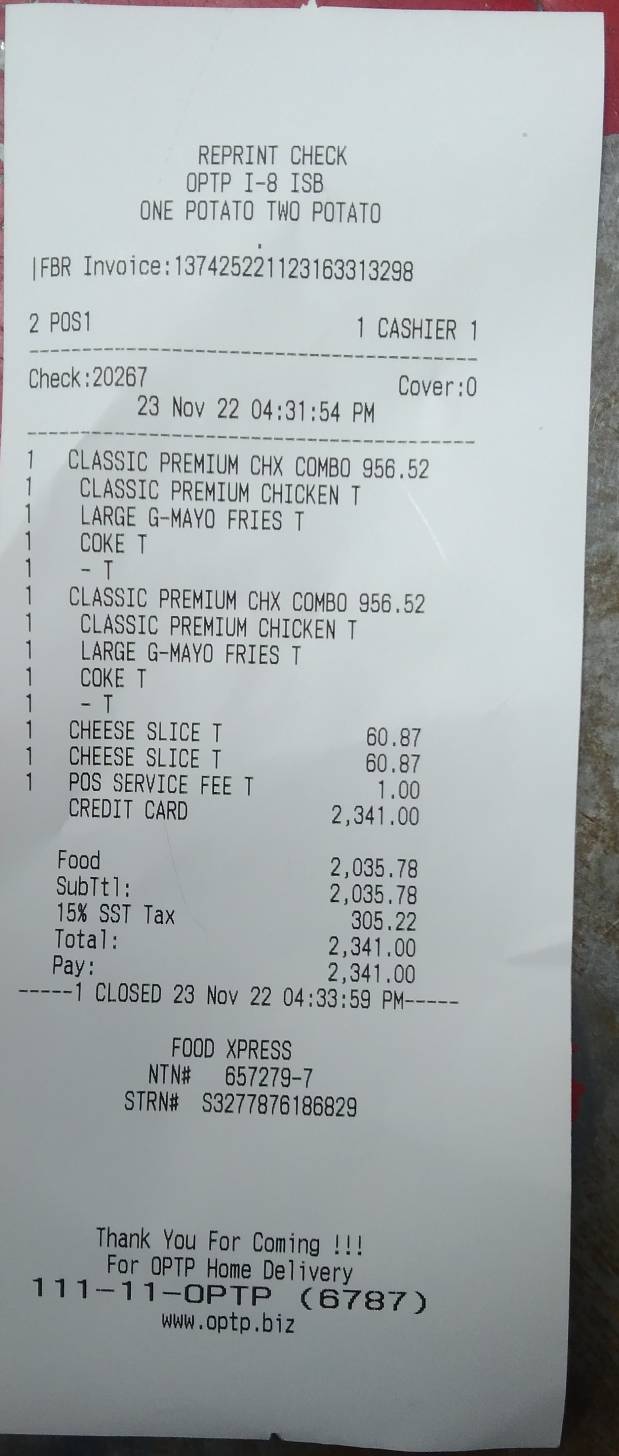 REPRINT CHECK
OPTP I-8 ISB
ONE POTATO TWO POTATO
.
|FBR Invoice:137425221123163313298
2 POS1 1 CASHIER 1
Check:20267 Cover:0
23 Nov 22 04:31:54 PM
1 CLASSIC PREMIUM CHX COMBO 956.52
1 CLASSIC PREMIUM CHICKEN T
1 LARGE G-MAYO FRIES T
1 COKE T
1 - T
1 CLASSIC PREMIUM CHX COMBO 956.52
1 CLASSIC PREMIUM CHICKEN T
1 LARGE G-MAYO FRIES T
1 COKE T
1 - T
1 CHEESE SLICE T 60.87
1 CHEESE SLICE T 60.87
1 POS SERVICE FEE T 1.00
CREDIT CARD 2,341.00
Food 2,035.78
SubTtl: 2,035.78
15% SST Tax 305.22
Total: 2,341.00
Pay: 2,341.00
-----1 CLOSED 23 Nov 22 04:33:59 PM-----
FOOD XPRESS
NTN# 657279-7
STRN# S3277876186829
Thank You For Coming !!!
For OPTP Home Delivery
111-11-OPTP (6787)
www.optp.biz